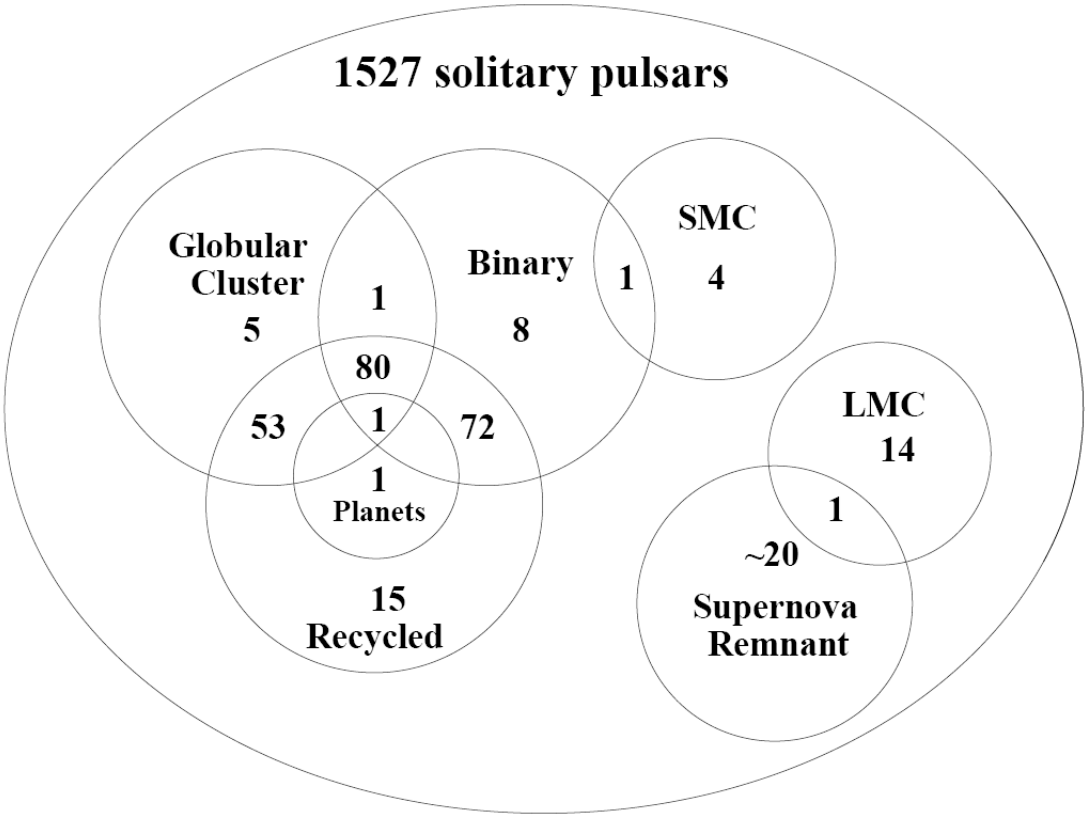 1527 solitary pulsars
Globular
Cluster
5
1
Binary
8
1
SMC
4
80
53
1
72
1
Planets
15
Recycled
LMC
14
1
~20
Supernova
Remnant